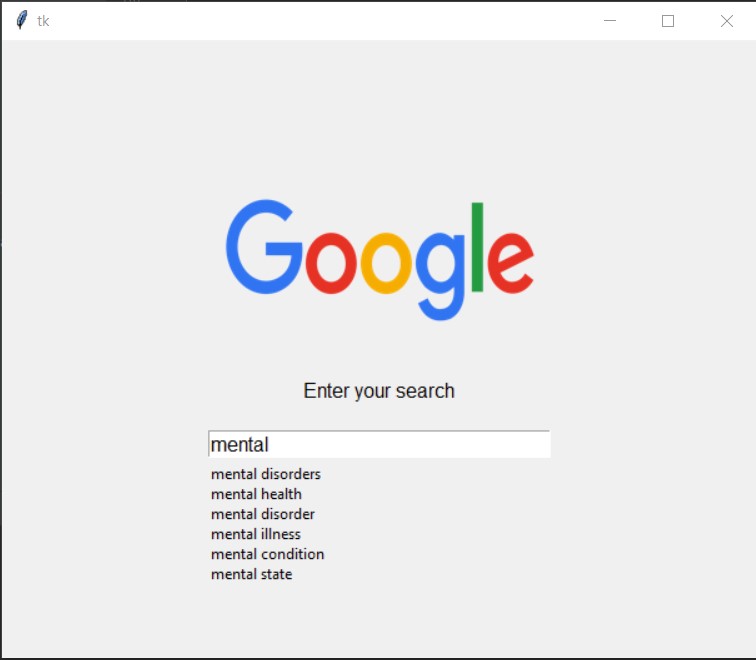 tk
Google
Enter your search
mental
mental disorders
mental health
mental disorder
mental illness
mental condition
mental state